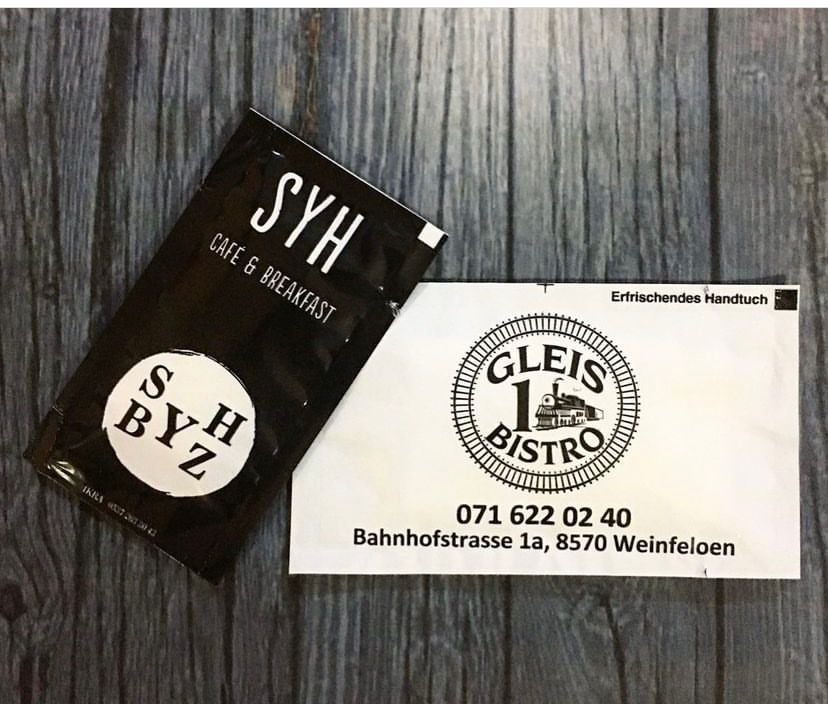 SYH
CAFÉ & BREAKFAST
S H
BYZ
Erfrischendes Handtuch
GLEIS
1
BISTRO
071 622 02 40
Bahnhofstrasse 1a, 8570 Weinfeloen